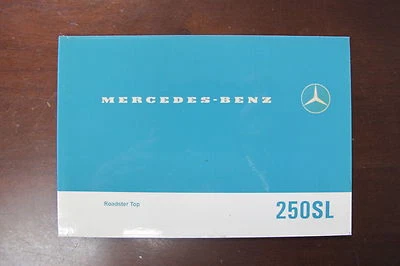 MERCEDES-BENZ
Roadster Top
250SL